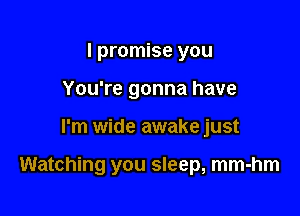 I promise you
You're gonna have
I'm wide awake just
Watching you sleep, mm-hm